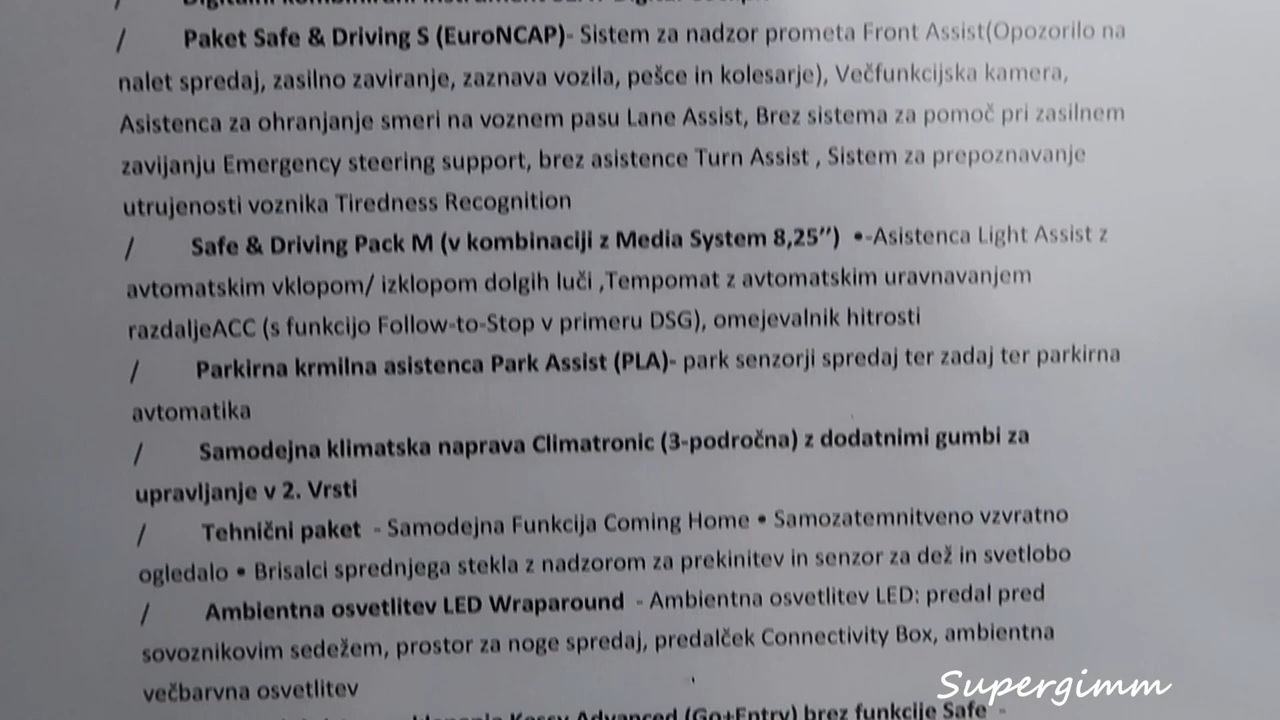 / Paket Safe & Driving S (EuroNCAP)- Sistem za nadzor prometa Front Assist(Opozorilo na
nalet spredaj, zasilno zaviranje, zaznava vozila, pešce in kolesarje), Večfunkcijska kamera,
Asistenca za ohranjanje smeri na voznem pasu Lane Assist, Brez sistema za pomoč pri zasilnem
zavijanju Emergency steering support, brez asistence Turn Assist , Sistem za prepoznavanje
utrujenosti voznika Tiredness Recognition
/ Safe & Driving Pack M (v kombinaciji z Media System 8,25’’) •-Asistenca Light Assist z
avtomatskim vklopom/ izklopom dolgih luči ,Tempomat z avtomatskim uravnavanjem
razdaljeACC (s funkcijo Follow-to-Stop v primeru DSG), omejevalnik hitrosti
/ Parkirna krmilna asistenca Park Assist (PLA)- park senzorji spredaj ter zadaj ter parkirna
avtomatika
/ Samodejna klimatska naprava Climatronic (3-področna) z dodatnimi gumbi za
upravljanje v 2. Vrsti
/ Tehnični paket - Samodejna Funkcija Coming Home • Samozatemnitveno vzvratno
ogledalo • Brisalci sprednjega stekla z nadzorom za prekinitev in senzor za dež in svetlobo
/ Ambientna osvetlitev LED Wraparound - Ambientna osvetlitev LED: predal pred
sovoznikovim sedežem, prostor za noge spredaj, predalček Connectivity Box, ambientna
večbarvna osvetlitev
Kessy Advanced (Go+Entry) brez funkcije Safe -
Supergimm